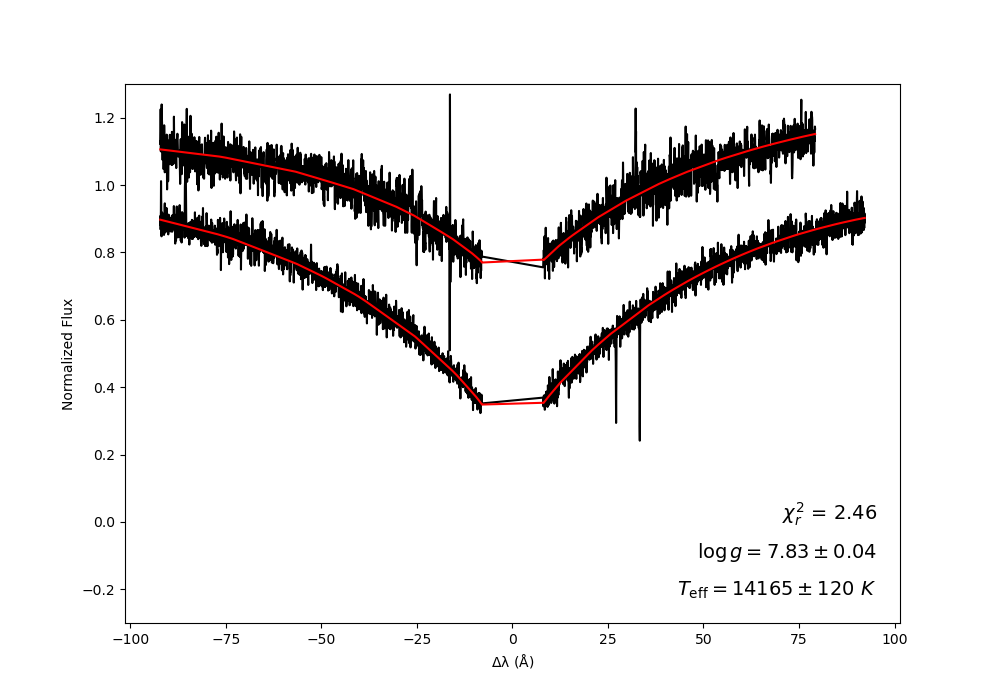 1.2
1.0
0.8
0.6
0.4
0.2
0.0
−0.2
Normalized Flux
χ²ᵣ = 2.46
log g = 7.83 ± 0.04
T_eff = 14165 ± 120 K
−100 −75 −50 −25 0 25 50 75 100
Δλ (Å)